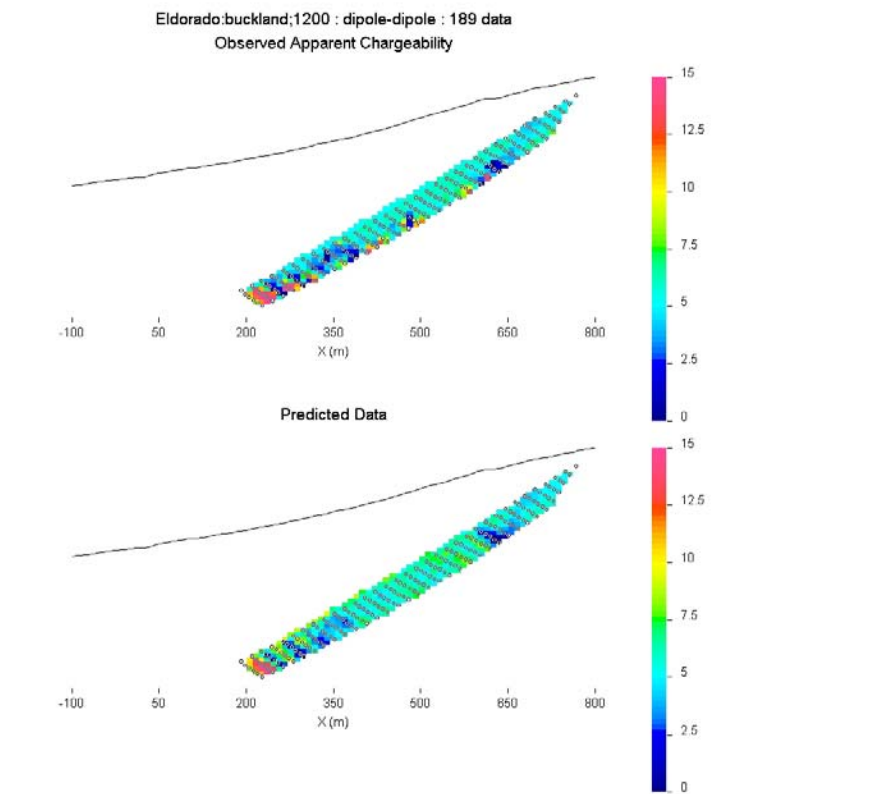 Eldorado:buckland;1200 : dipole-dipole : 189 data
Observed Apparent Chargeability
15
12.5
10
7.5
5
2.5
0
-100 50 200 350 500 650 800
X (m)
Predicted Data
15
12.5
10
7.5
5
2.5
0
-100 50 200 350 500 650 800
X (m)